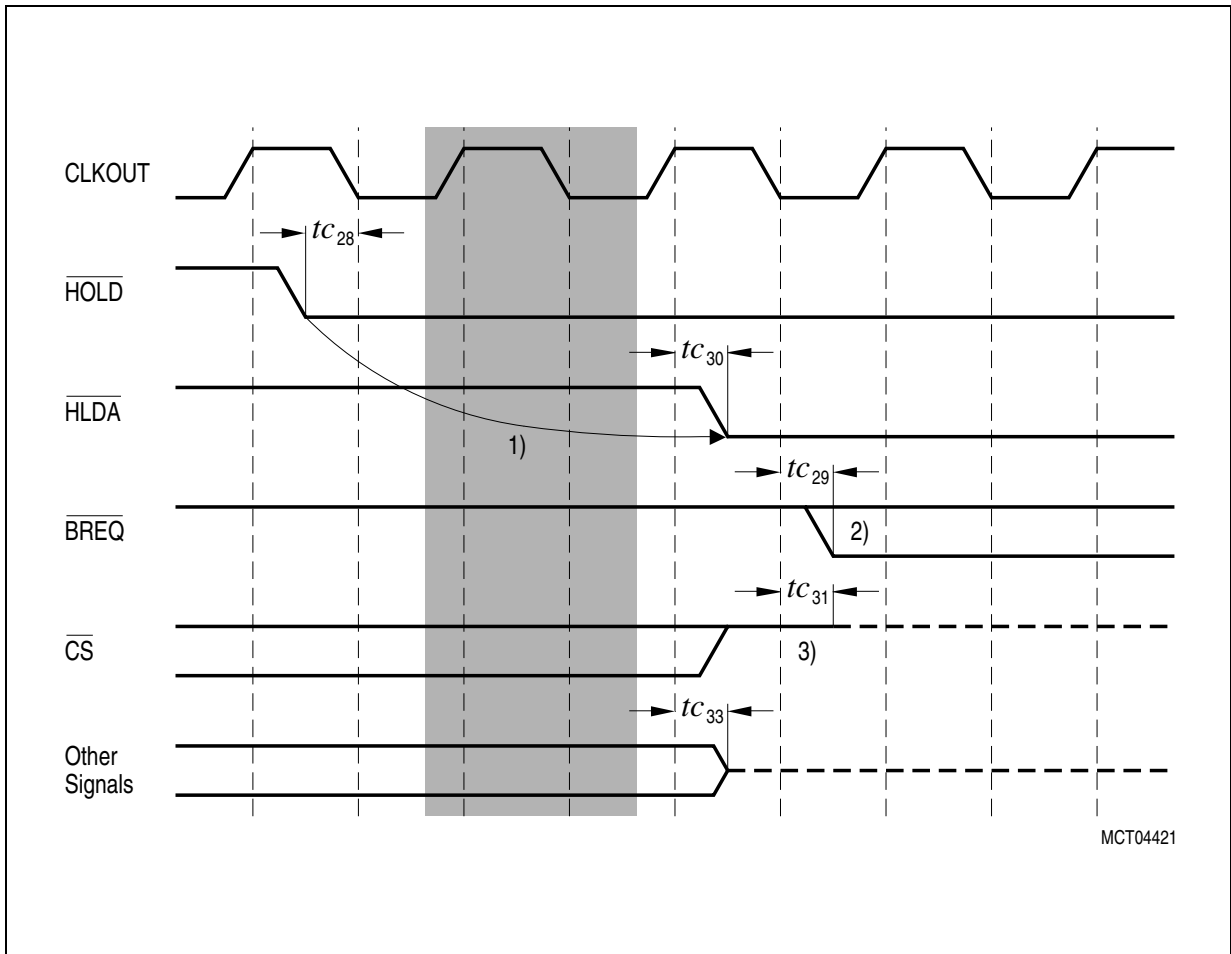 CLKOUT
tc28
HOLD
tc30
HLDA
1)
tc29
BREQ
2)
tc31
CS
3)
tc33
Other
Signals
MCT04421